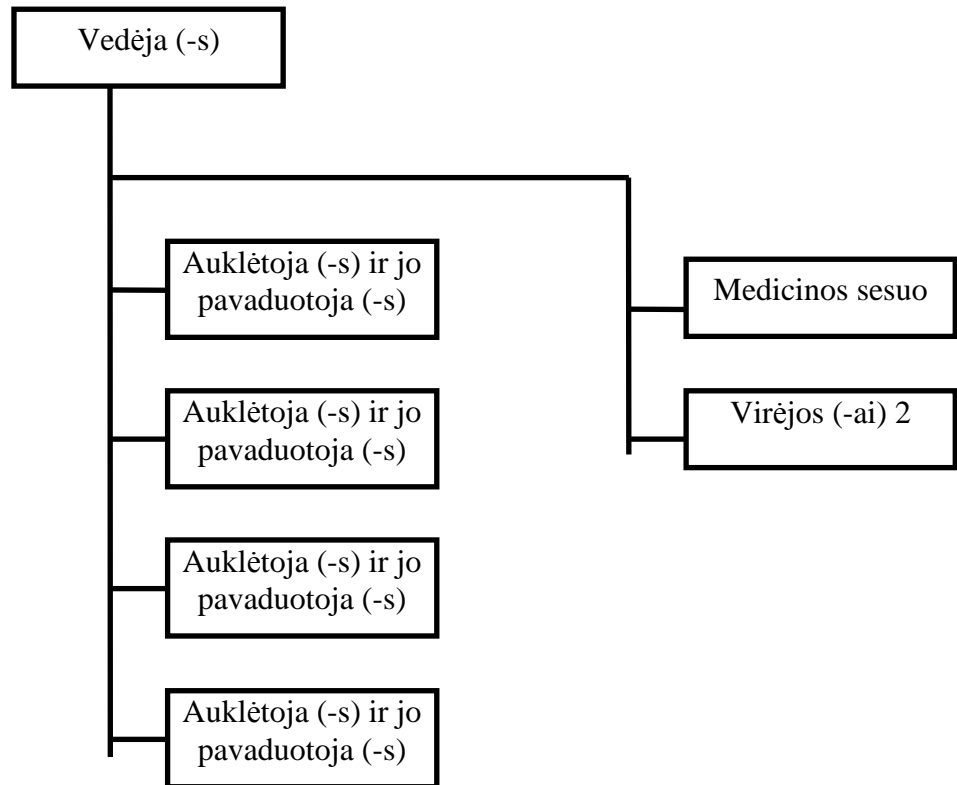 Vedėja (-s)
Auklėtoja (-s) ir jo
pavaduotoja (-s)
Medicinos sesuo
Auklėtoja (-s) ir jo
pavaduotoja (-s)
Virėjos (-ai) 2
Auklėtoja (-s) ir jo
pavaduotoja (-s)
Auklėtoja (-s) ir jo
pavaduotoja (-s)